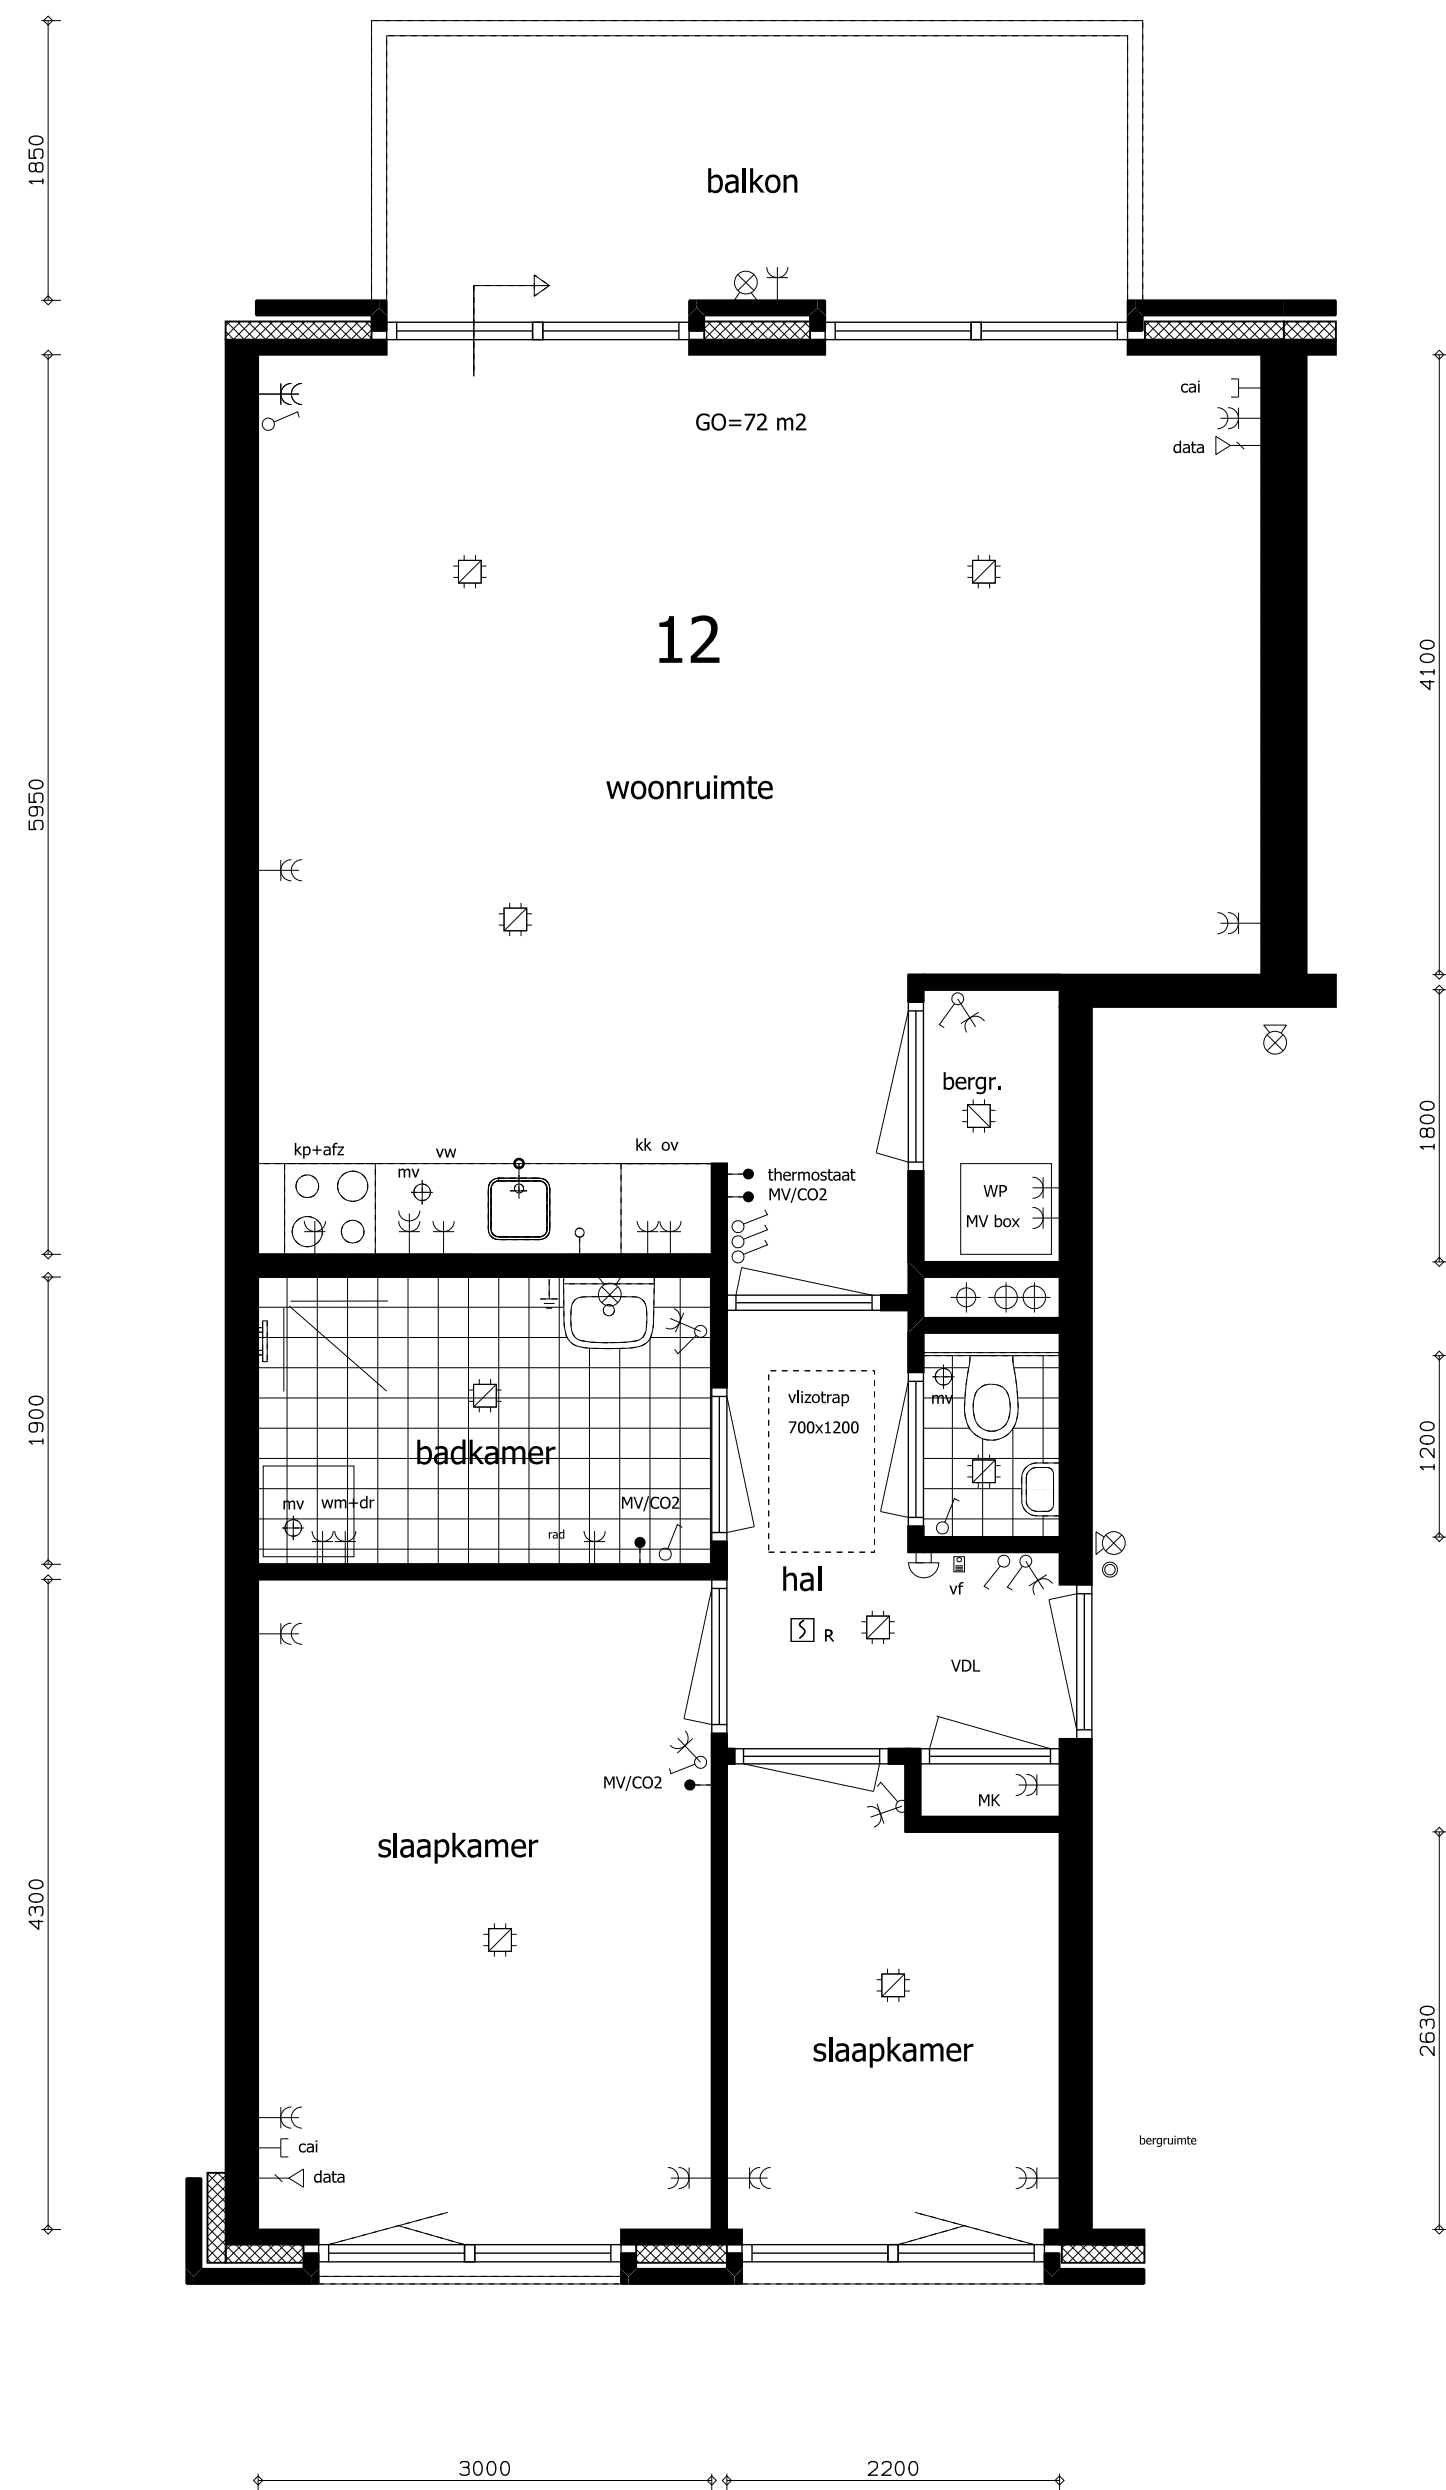 1850
balkon
cai
GO=72 m2
data
12
4100
5950
woonruimte
bergr.
1800
kp+afz
vw
kk ov
mv
thermostaat
MV/CO2
WP
MV box
vlizotrap
700x1200
mv
1900
badkamer
1200
mv
wm+dr
MV/CO2
rad
hal
vf
R
VDL
MV/CO2
MK
slaapkamer
4300
2630
slaapkamer
bergruimte
cai
data
3000
2200